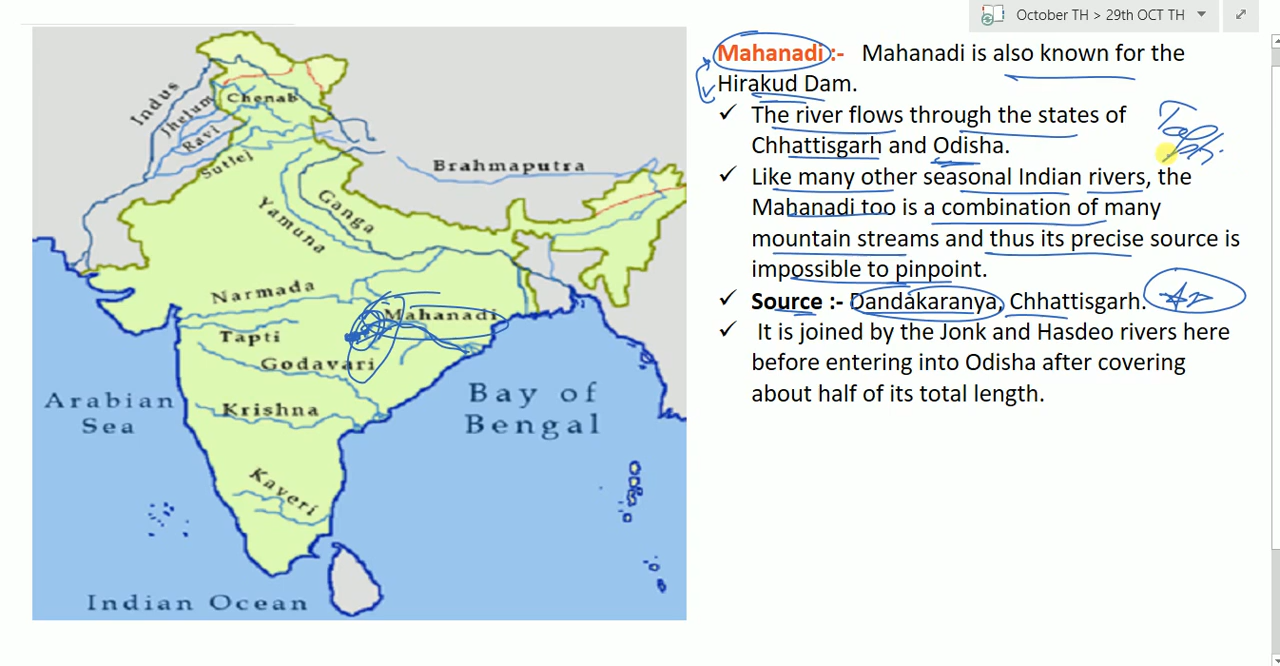 October TH > 29th OCT TH
Mahanadi :- Mahanadi is also known for the
Hirakud Dam.
✓ The river flows through the states of
Chhattisgarh and Odisha.
✓ Like many other seasonal Indian rivers, the
Mahanadi too is a combination of many
mountain streams and thus its precise source is
impossible to pinpoint.
✓ Source :- Dandakaranya, Chhattisgarh.
✓ It is joined by the Jonk and Hasdeo rivers here
before entering into Odisha after covering
about half of its total length.
Indus
Jhelum
Chenab
Ravi
Sutlej
Brahmaputra
Ganga
Yamuna
Narmada
Mahanadi
Tapti
Godavari
Arabian
Sea
Krishna
Bay of
Bengal
Kaveri
Indian Ocean